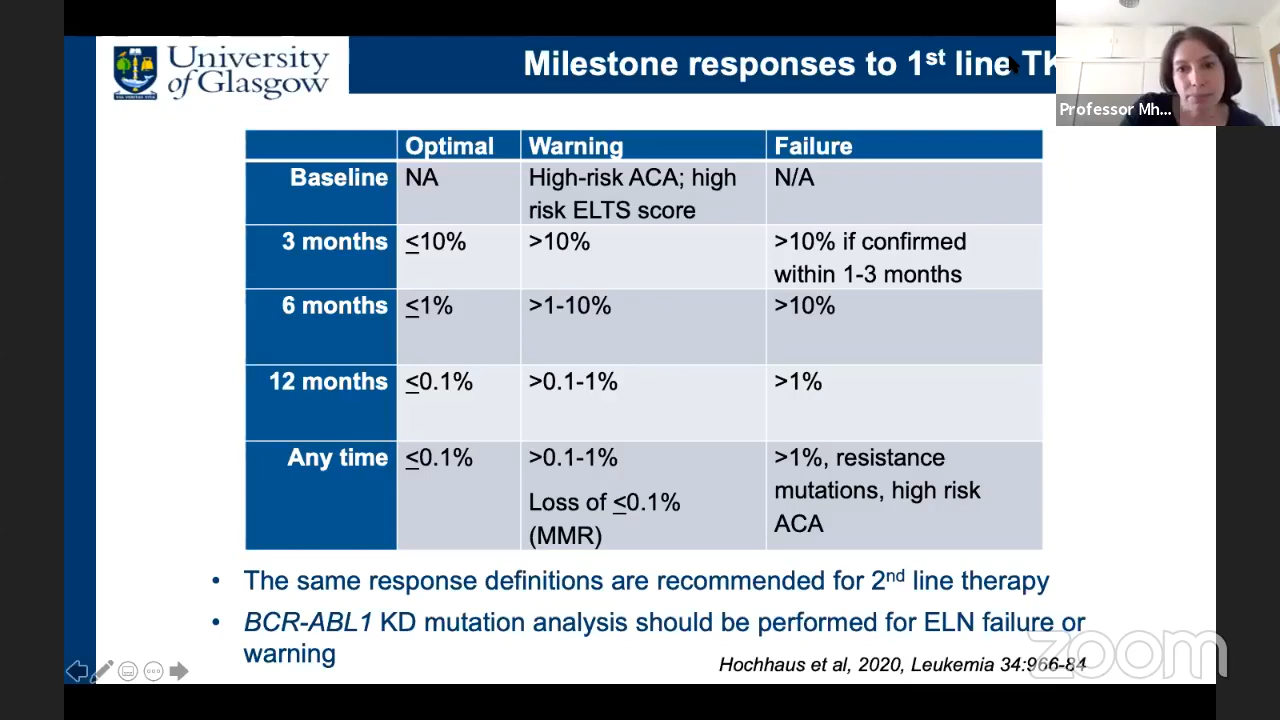 University
of Glasgow
Milestone responses to 1st line TK
Professor Mh...
Optimal Warning Failure
Baseline NA High-risk ACA; high risk ELTS score N/A
3 months ≤10% >10% >10% if confirmed within 1-3 months
6 months ≤1% >1-10% >10%
12 months ≤0.1% >0.1-1% >1%
Any time ≤0.1% >0.1-1% Loss of ≤0.1% (MMR) >1%, resistance mutations, high risk ACA
• The same response definitions are recommended for 2nd line therapy
• BCR-ABL1 KD mutation analysis should be performed for ELN failure or
warning
Hochhaus et al, 2020, Leukemia 34:966-84
zoom